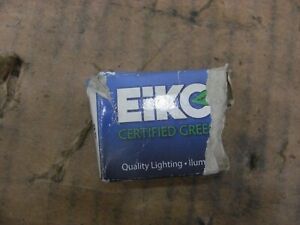 EiKO
CERTIFIED GREE
Quality Lighting • Ilum